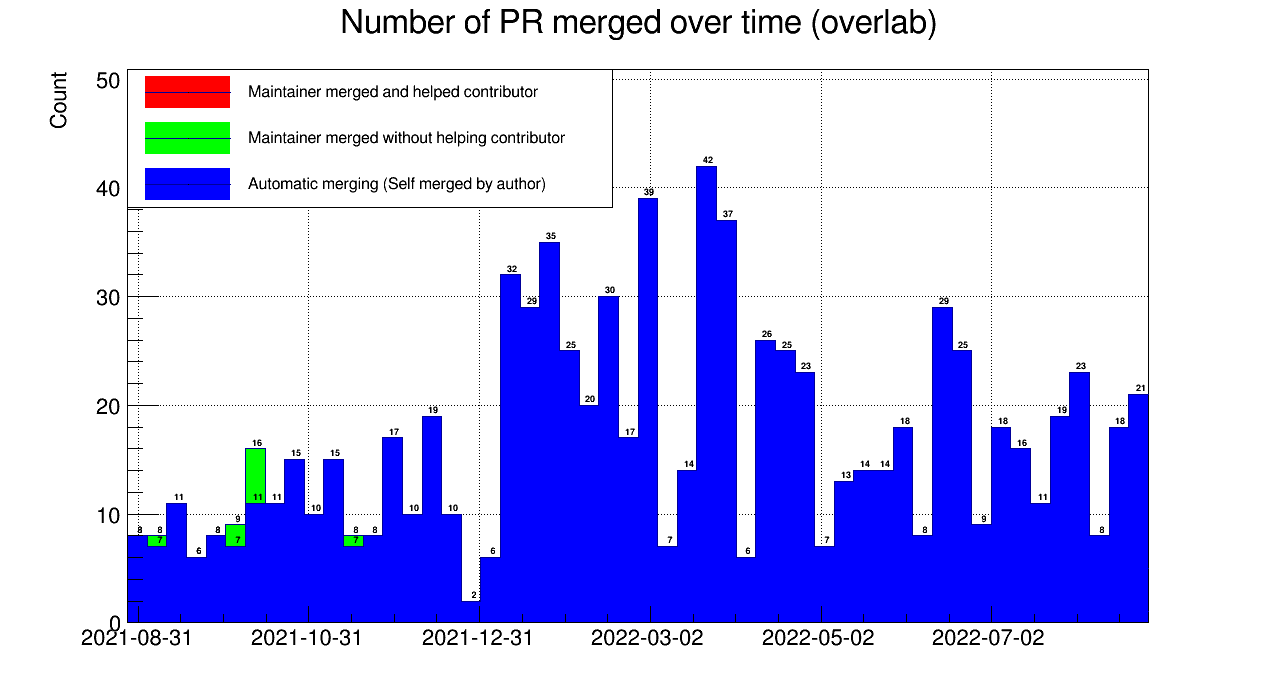 Number of PR merged over time (overlab)
Count
Maintainer merged and helped contributor
Maintainer merged without helping contributor
Automatic merging (Self merged by author)
50
40
30
20
10
0
8 8 7 11 6 8 9 7 16 11 11 15 10 15 8 7 8 17 10 19 10 2 6 32 29 35 25 20 30 17 39 7 14 42 37 6 26 25 23 7 13 14 14 18 8 29 25 9 18 16 11 19 23 8 18 21
2021-08-31 2021-10-31 2021-12-31 2022-03-02 2022-05-02 2022-07-02